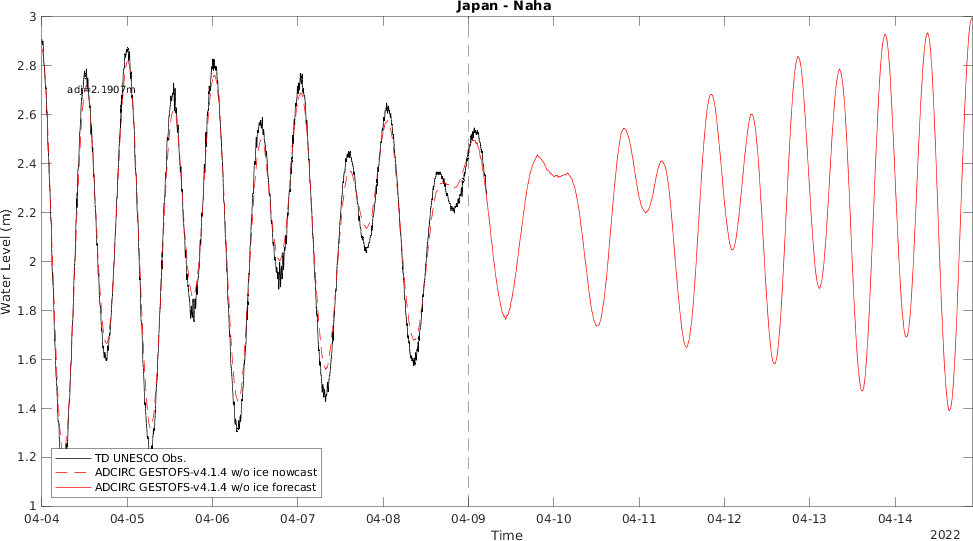 Japan - Naha
3
2.8
2.6
2.4
2.2
2
1.8
1.6
1.4
1.2
1
Water Level (m)
adj=2.1907m
TD UNESCO Obs.
ADCIRC GESTOFS-v4.1.4 w/o ice nowcast
ADCIRC GESTOFS-v4.1.4 w/o ice forecast
04-04 04-05 04-06 04-07 04-08 04-09 04-10 04-11 04-12 04-13 04-14
Time
2022